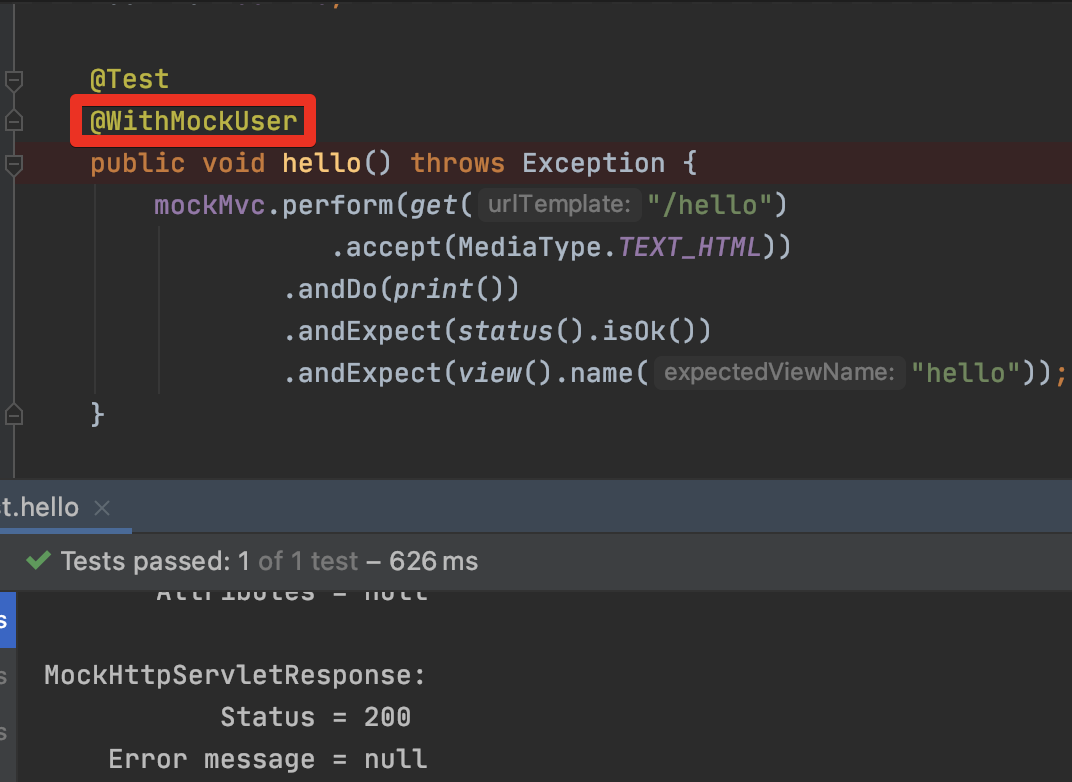 @Test
@WithMockUser
public void hello() throws Exception {
mockMvc.perform(get( urlTemplate: "/hello")
.accept(MediaType.TEXT_HTML))
.andDo(print())
.andExpect(status().isOk())
.andExpect(view().name( expectedViewName: "hello"));
}
t.hello ×
Tests passed: 1 of 1 test – 626 ms
Attributes = null
MockHttpServletResponse:
Status = 200
Error message = null